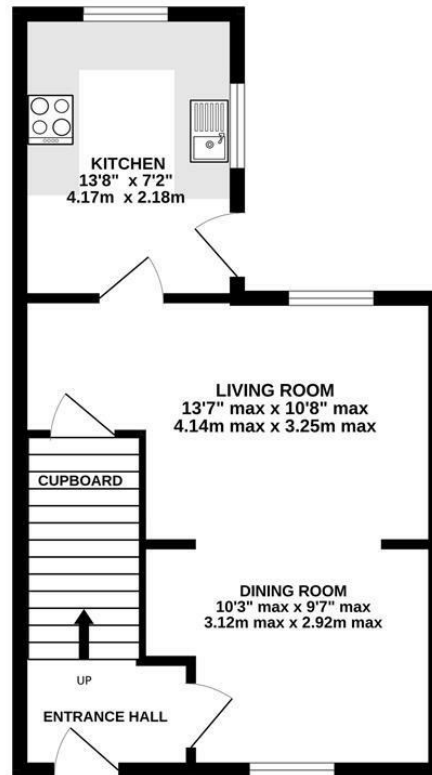 KITCHEN
13'8" x 7'2"
4.17m x 2.18m
LIVING ROOM
13'7" max x 10'8" max
4.14m max x 3.25m max
CUPBOARD
DINING ROOM
10'3" max x 9'7" max
3.12m max x 2.92m max
UP
ENTRANCE HALL